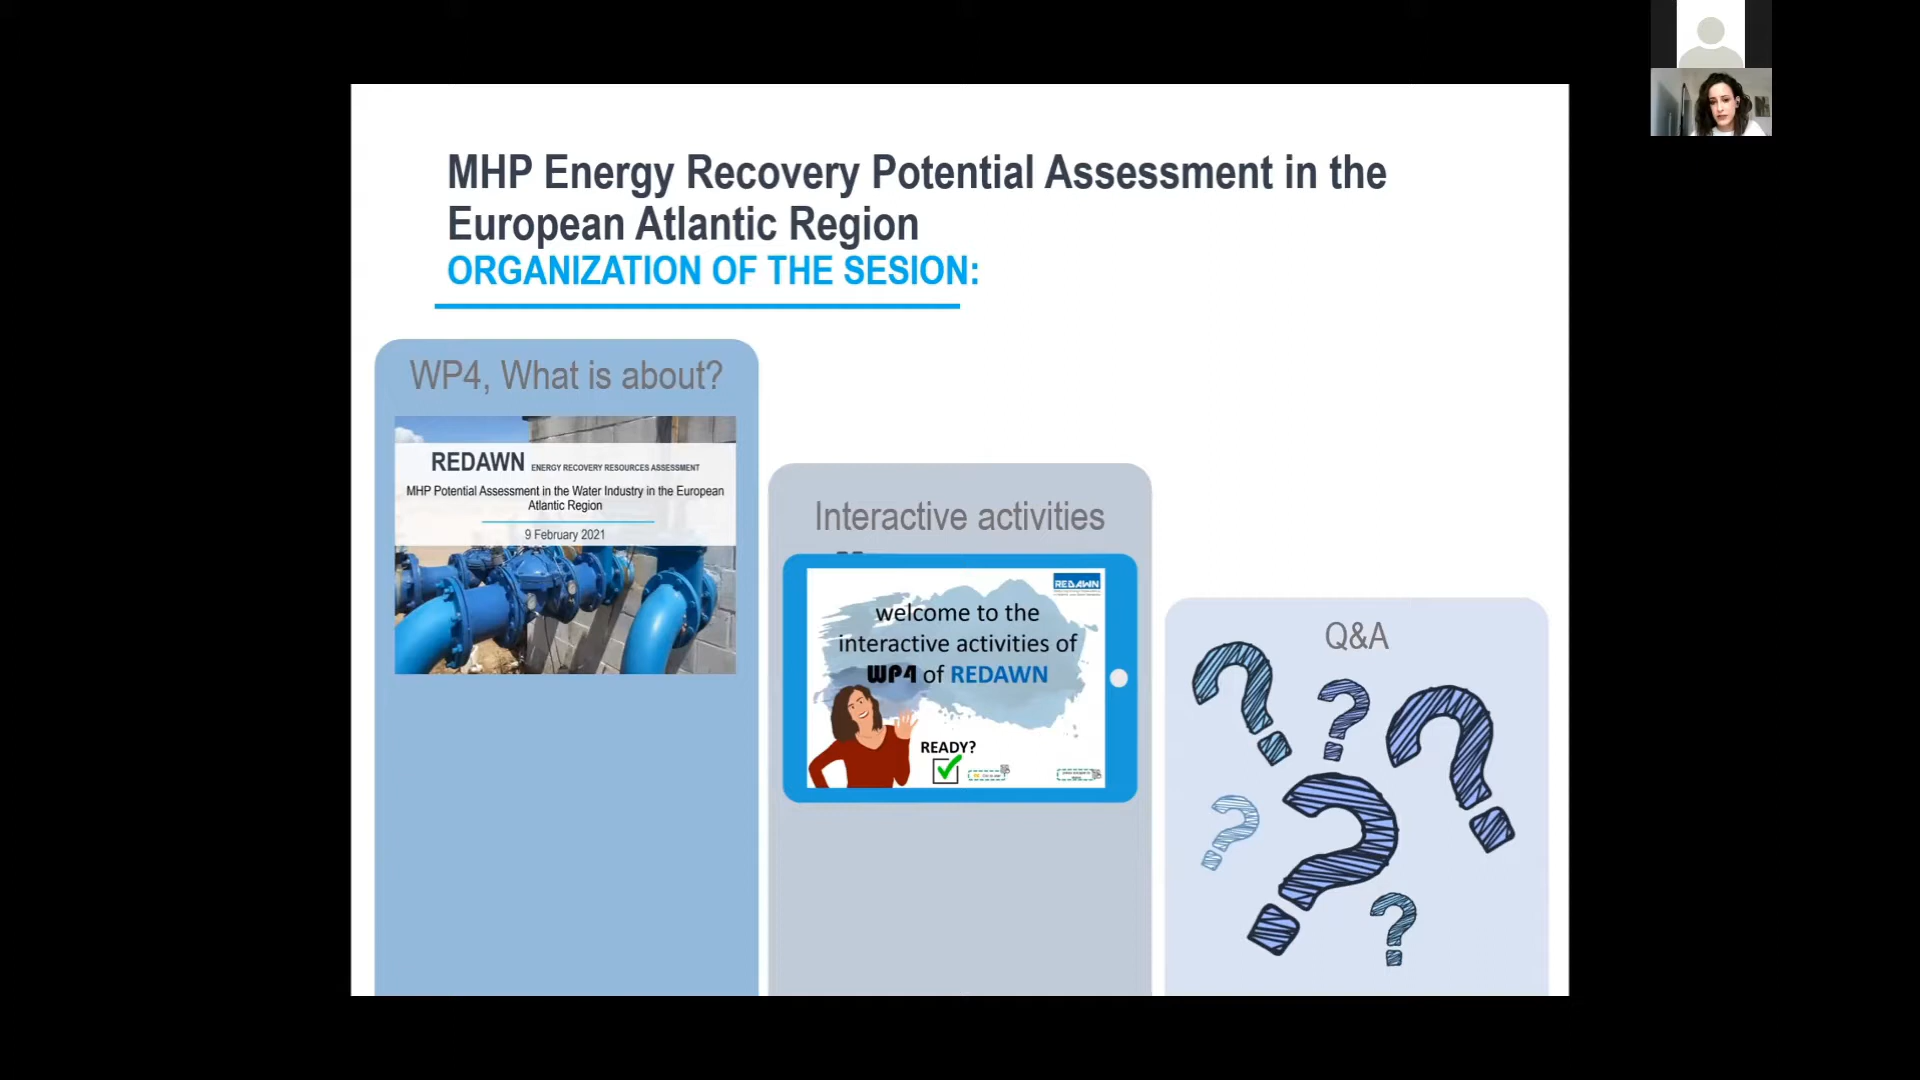 MHP Energy Recovery Potential Assessment in the
European Atlantic Region
ORGANIZATION OF THE SESION:
WP4, What is about?
REDAWN ENERGY RECOVERY RESOURCES ASSESSMENT
MHP Potential Assessment in the Water Industry in the European
Atlantic Region
9 February 2021
Interactive activities
REDAWN
welcome to the
interactive activities of
WP4 of REDAWN
READY?
Q&A